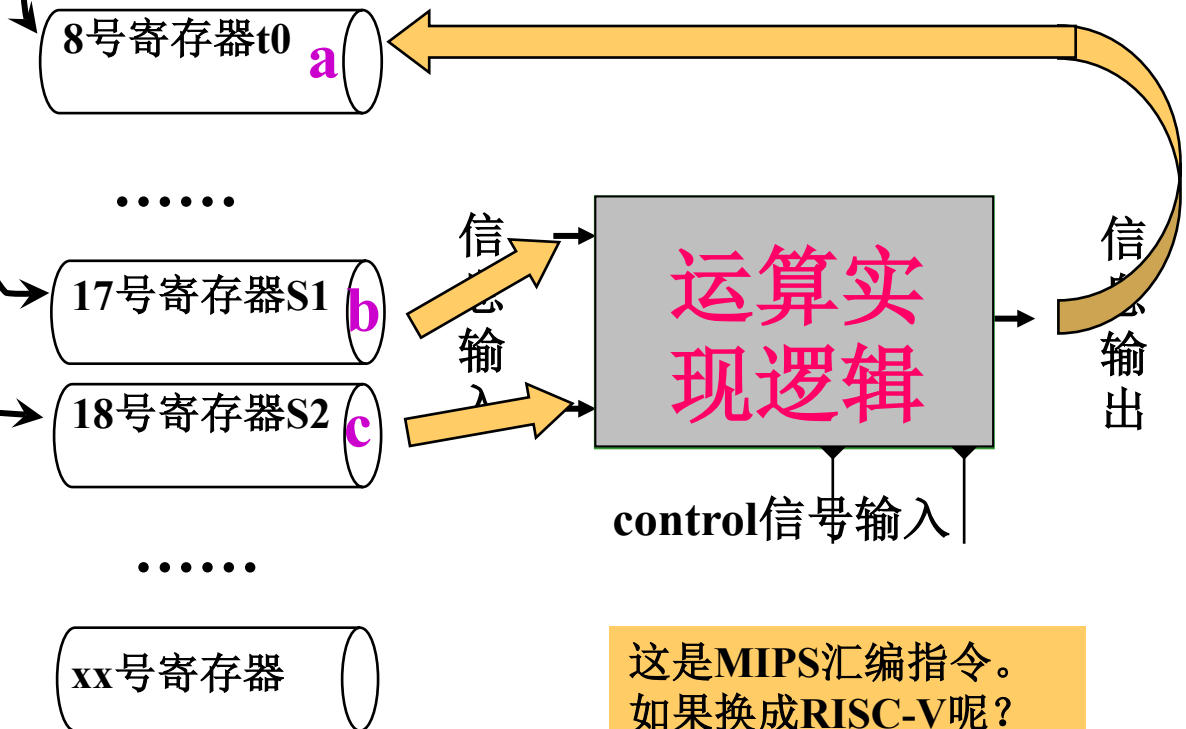 8号寄存器t0
a
……
17号寄存器S1
b
18号寄存器S2
c
信息输入
运算实
现逻辑
信息输出
control信号输入
……
xx号寄存器
这是MIPS汇编指令。
如果换成RISC-V呢?